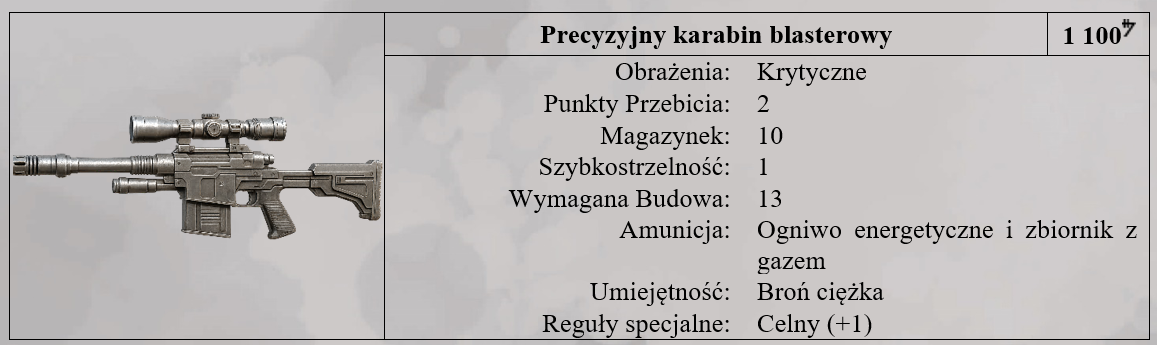 Precyzyjny karabin blasterowy 1 100
Obrażenia: Krytyczne
Punkty Przebicia: 2
Magazynek: 10
Szybkostrzelność: 1
Wymagana Budowa: 13
Amunicja: Ogniwo energetyczne i zbiornik z
gazem
Umiejętność: Broń ciężka
Reguły specjalne: Celny (+1)